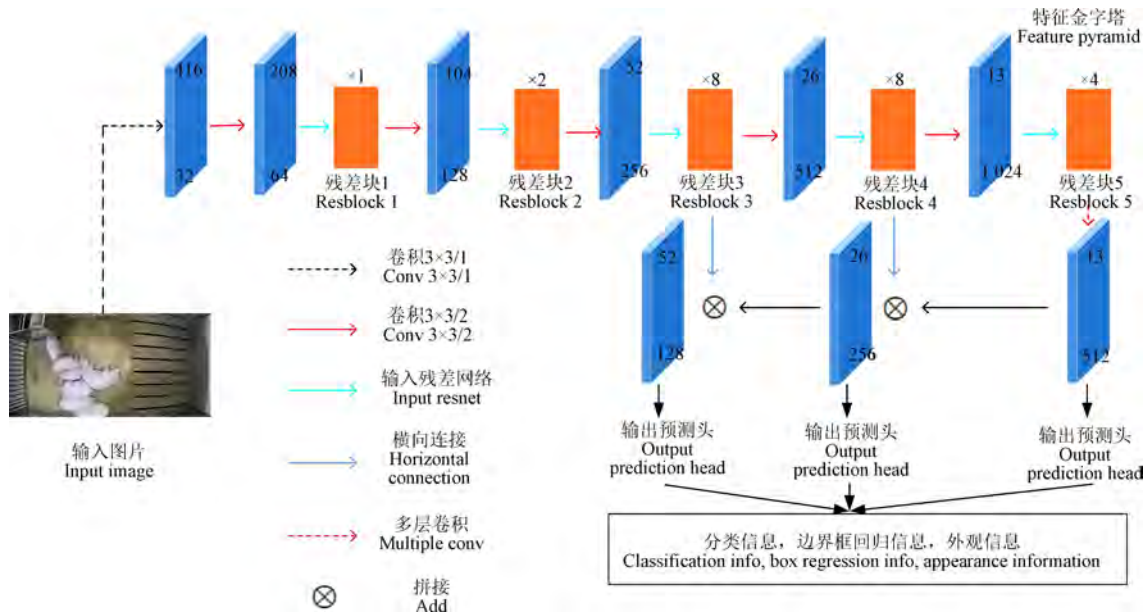 特征金字塔
Feature pyramid
416
208
×1
104
×2
52
×8
26
×8
13
×4
32
64
128
256
512
1 024
残差块1
Resblock 1
残差块2
Resblock 2
残差块3
Resblock 3
残差块4
Resblock 4
残差块5
Resblock 5
卷积3×3/1
Conv 3×3/1
52
26
13
卷积3×3/2
Conv 3×3/2
128
256
512
输入残差网络
Input resnet
输入图片
Input image
横向连接
Horizontal
connection
输出预测头
Output
prediction head
输出预测头
Output
prediction head
输出预测头
Output
prediction head
多层卷积
Multiple conv
分类信息，边界框回归信息，外观信息
Classification info, box regression info, appearance information
拼接
Add